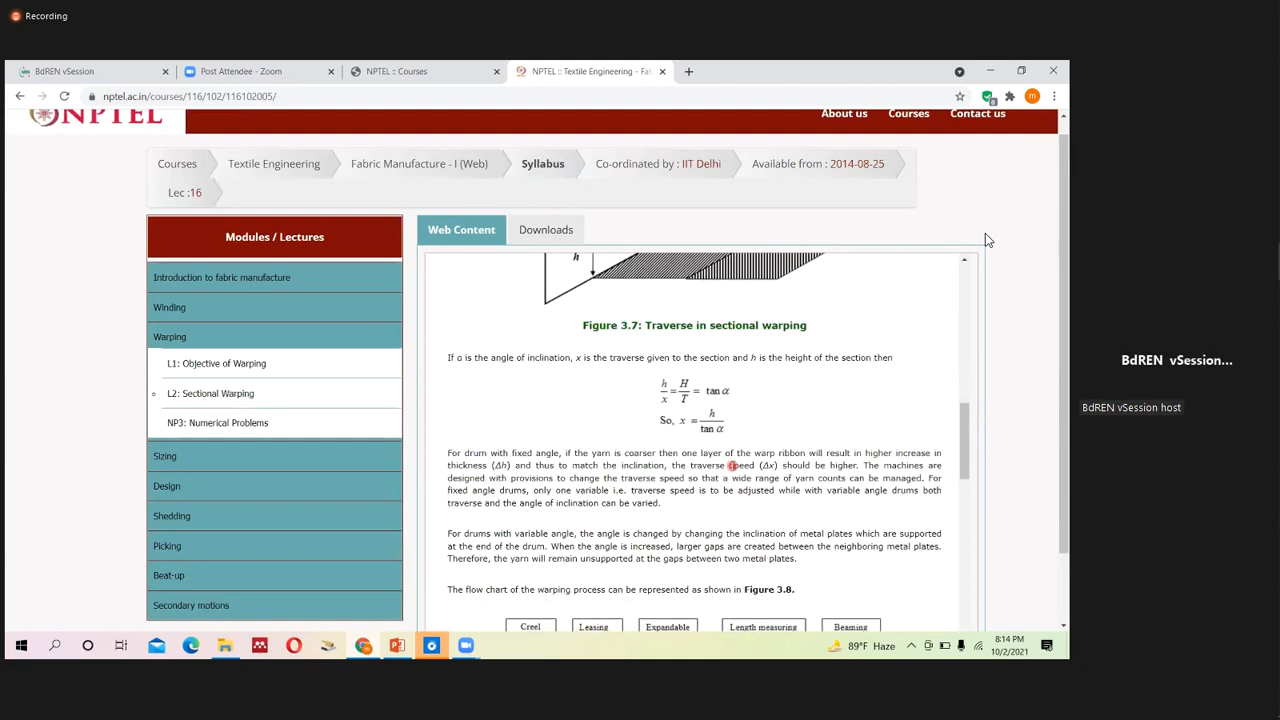 Recording
BdREN vSession
Post Attendee - Zoom
NPTEL :: Courses
NPTEL :: Textile Engineering - Fab
nptel.ac.in/courses/116/102/116102005/
6
m
NPTEL
About us
Courses
Contact us
Courses
Textile Engineering
Fabric Manufacture - I (Web)
Syllabus
Co-ordinated by : IIT Delhi
Available from : 2014-08-25
Lec :16
Modules / Lectures
Introduction to fabric manufacture
Winding
Warping
L1: Objective of Warping
L2: Sectional Warping
NP3: Numerical Problems
Sizing
Design
Shedding
Picking
Beat-up
Secondary motions
Web Content
Downloads
h
Figure 3.7: Traverse in sectional warping
If α is the angle of inclination, x is the traverse given to the section and h is the height of the section then
h/x = H/T = tan α
So, x = h/tan α
For drum with fixed angle, if the yarn is coarser then one layer of the warp ribbon will result in higher increase in
thickness (Δh) and thus to match the inclination, the traverse speed (Δx) should be higher. The machines are
designed with provisions to change the traverse speed so that a wide range of yarn counts can be managed. For
fixed angle drums, only one variable i.e. traverse speed is to be adjusted while with variable angle drums both
traverse and the angle of inclination can be varied.
For drums with variable angle, the angle is changed by changing the inclination of metal plates which are supported
at the end of the drum. When the angle is increased, larger gaps are created between the neighboring metal plates.
Therefore, the yarn will remain unsupported at the gaps between two metal plates.
The flow chart of the warping process can be represented as shown in Figure 3.8.
Creel
Leasing
Expandable
Length measuring
Beaming
BdREN vSession...
BdREN vSession host
89°F Haze
8:14 PM
10/2/2021